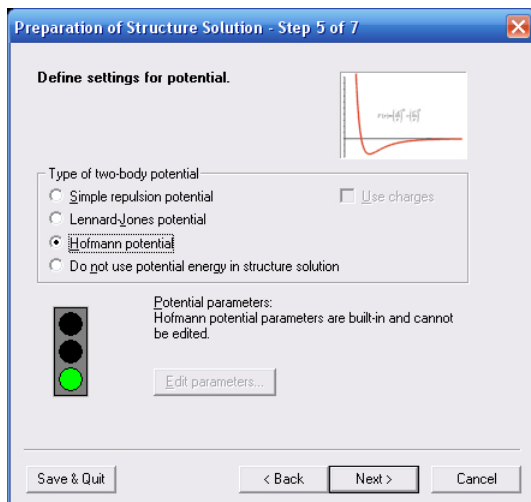 Preparation of Structure Solution - Step 5 of 7
Define settings for potential.
Type of two-body potential
Simple repulsion potential
Use charges
Lennard-Jones potential
Hofmann potential
Do not use potential energy in structure solution
Potential parameters:
Hofmann potential parameters are built-in and cannot
be edited.
Edit parameters...
Save & Quit
< Back
Next >
Cancel